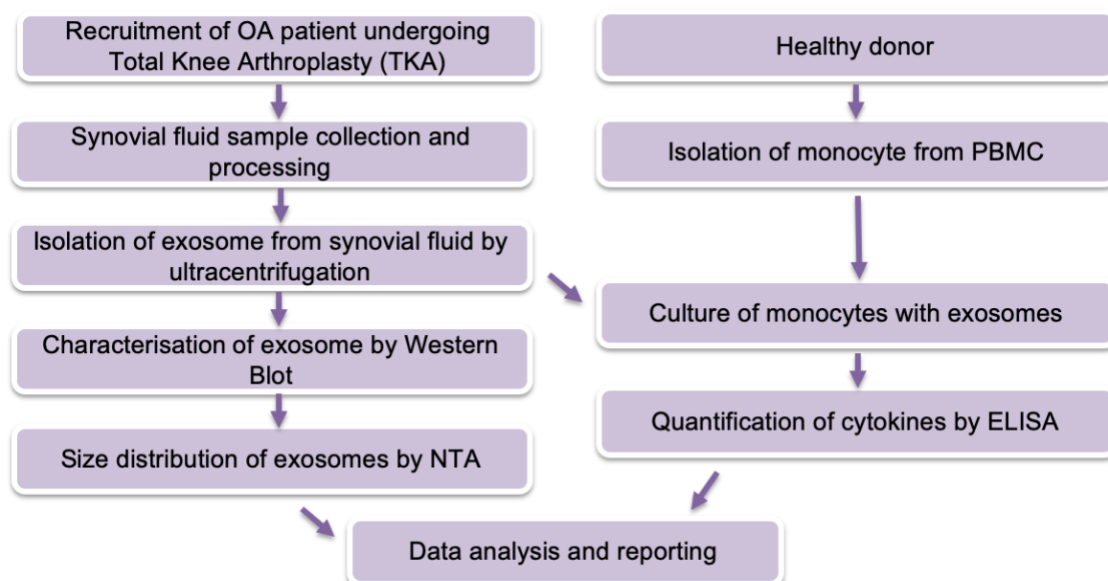 Recruitment of OA patient undergoing
Total Knee Arthroplasty (TKA)
Synovial fluid sample collection and
processing
Isolation of exosome from synovial fluid by
ultracentrifugation
Characterisation of exosome by Western
Blot
Size distribution of exosomes by NTA
Healthy donor
Isolation of monocyte from PBMC
Culture of monocytes with exosomes
Quantification of cytokines by ELISA
Data analysis and reporting